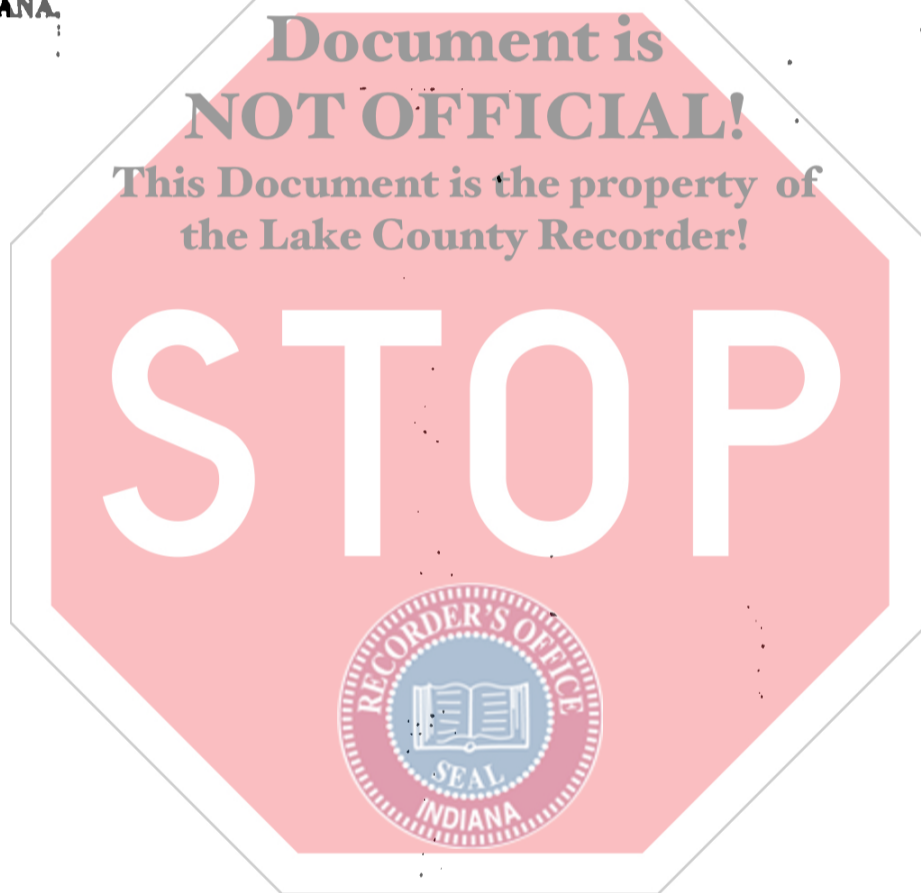 ANA.
Document is
NOT OFFICIAL!
This Document is the property of
the Lake County Recorder!
STOP
RECORDER'S OFFICE
SEAL
INDIANA